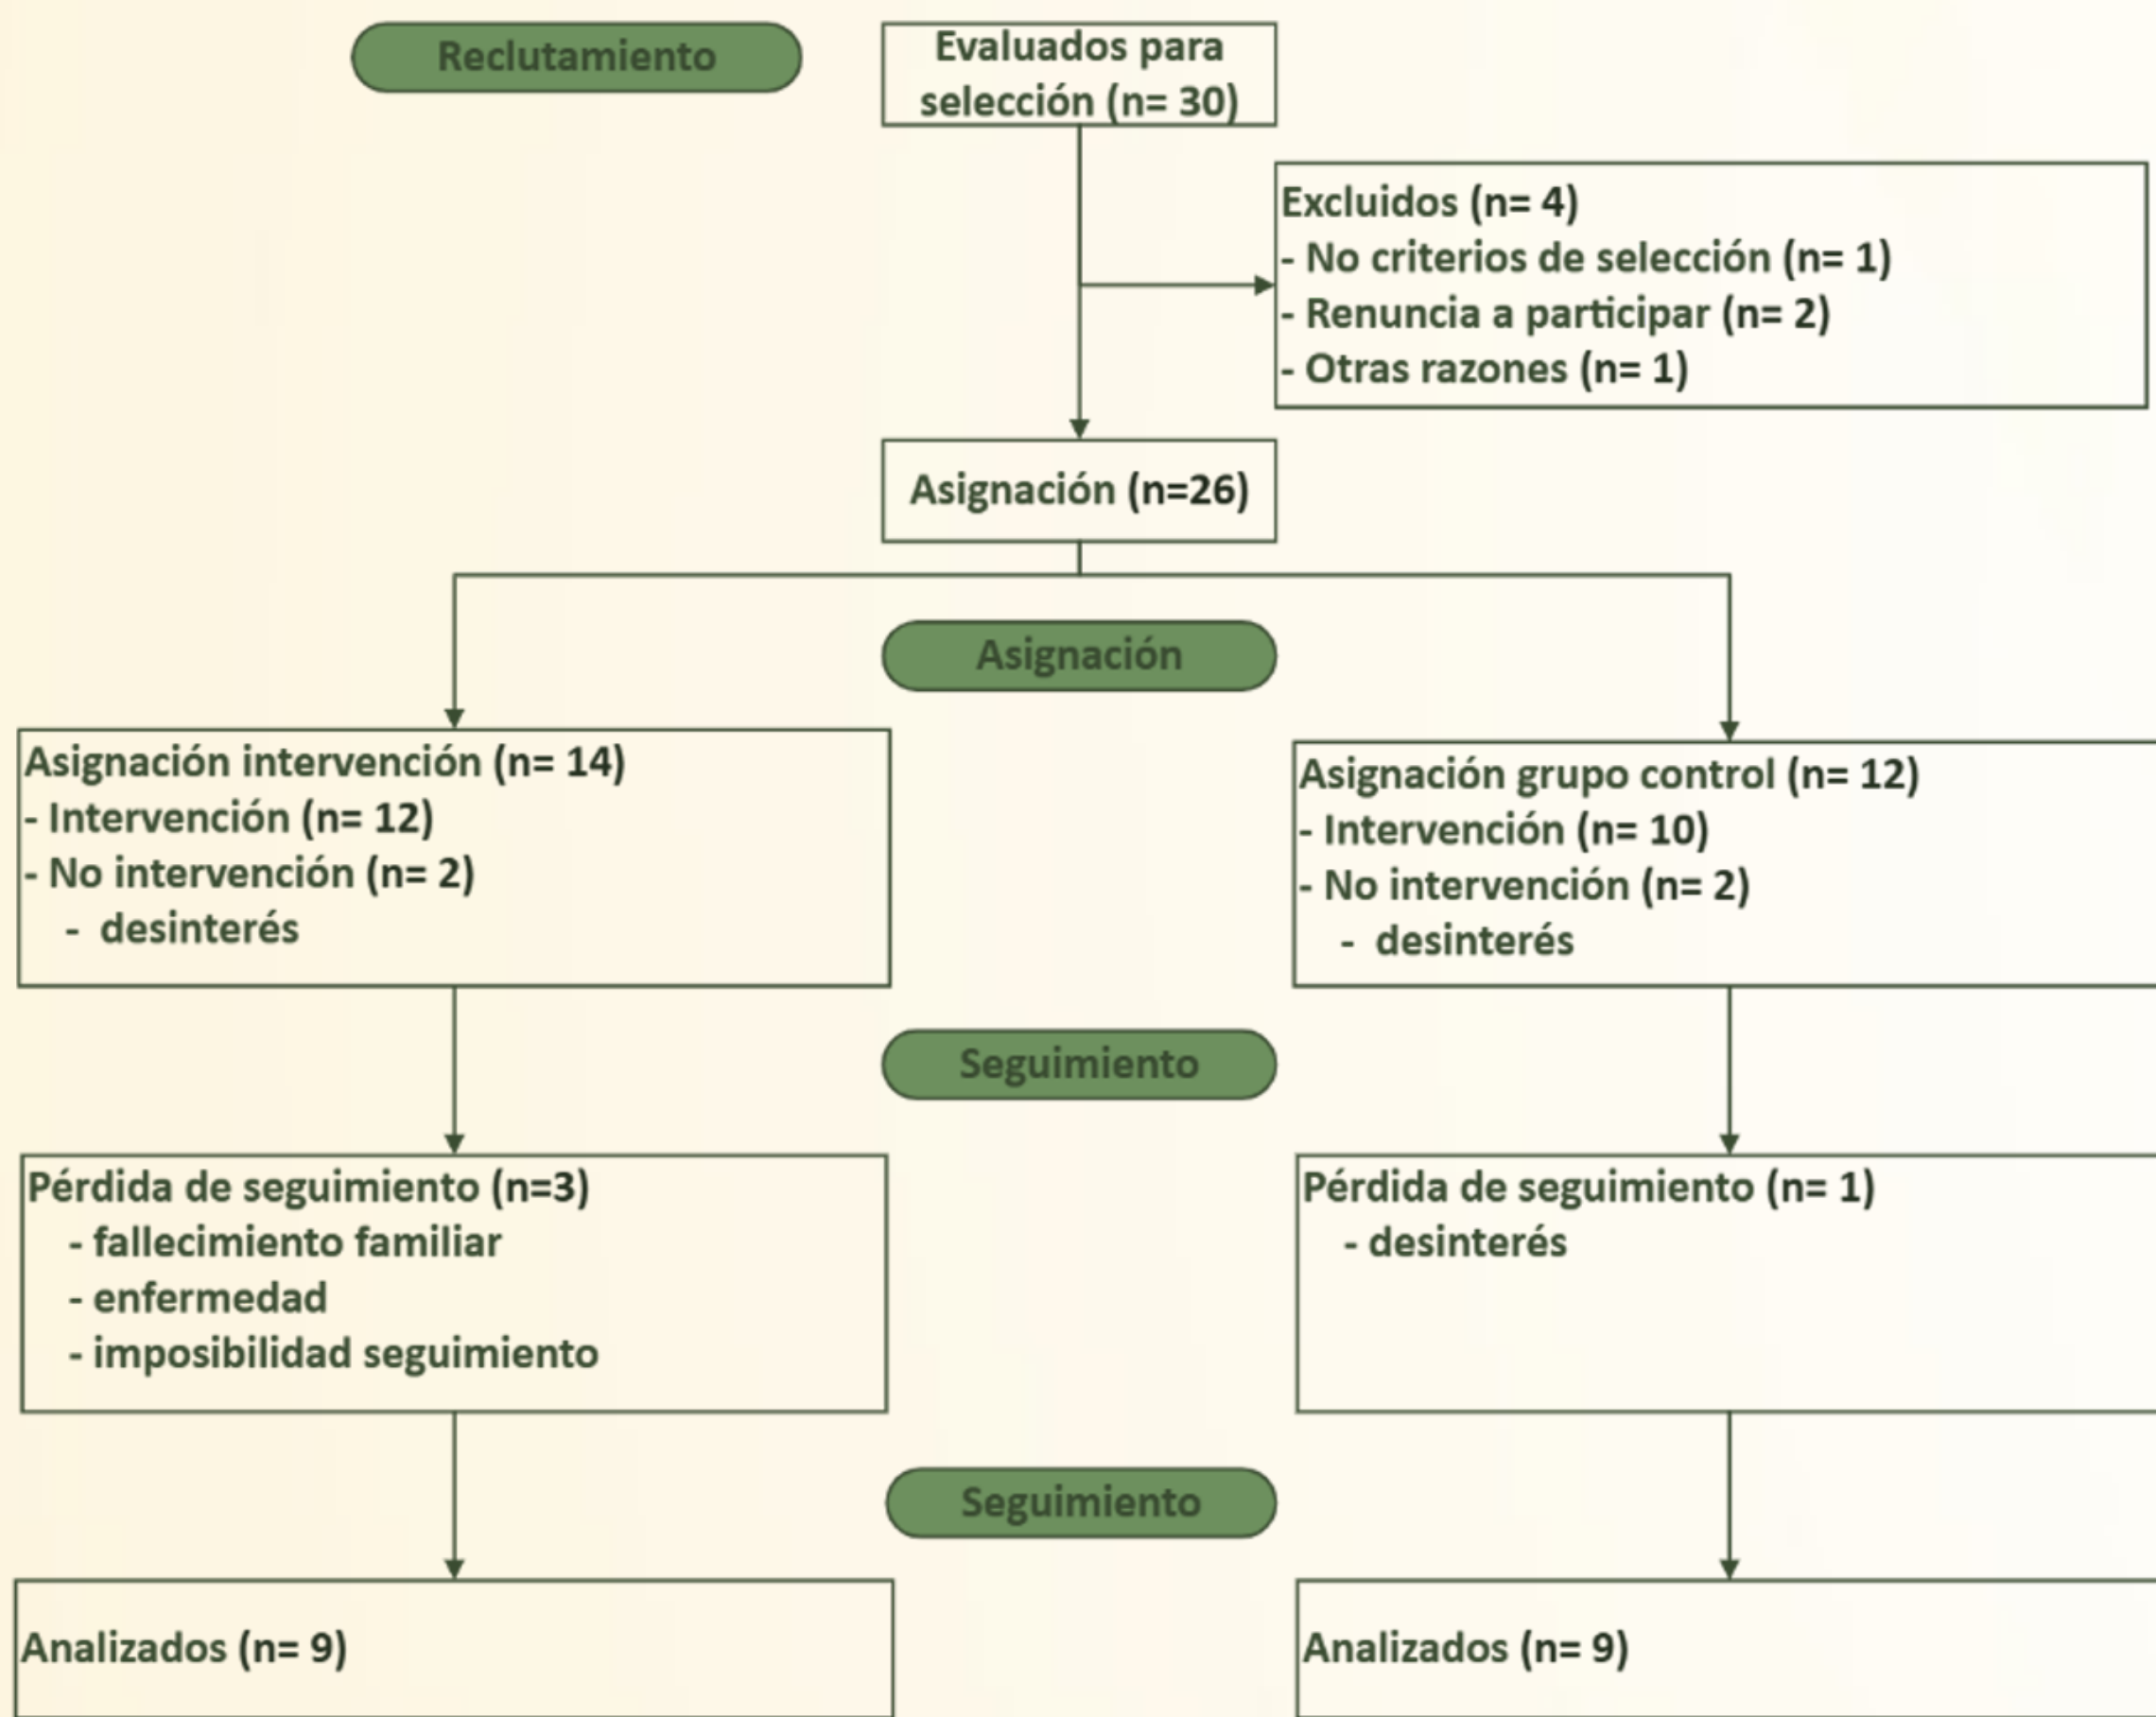 Reclutamiento
Evaluados para
selección (n= 30)
Excluidos (n= 4)
- No criterios de selección (n= 1)
- Renuncia a participar (n= 2)
- Otras razones (n= 1)
Asignación (n=26)
Asignación
Asignación intervención (n= 14)
- Intervención (n= 12)
- No intervención (n= 2)
- desinterés
Asignación grupo control (n= 12)
- Intervención (n= 10)
- No intervención (n= 2)
- desinterés
Seguimiento
Pérdida de seguimiento (n=3)
- fallecimiento familiar
- enfermedad
- imposibilidad seguimiento
Pérdida de seguimiento (n= 1)
- desinterés
Seguimiento
Analizados (n= 9)
Analizados (n= 9)